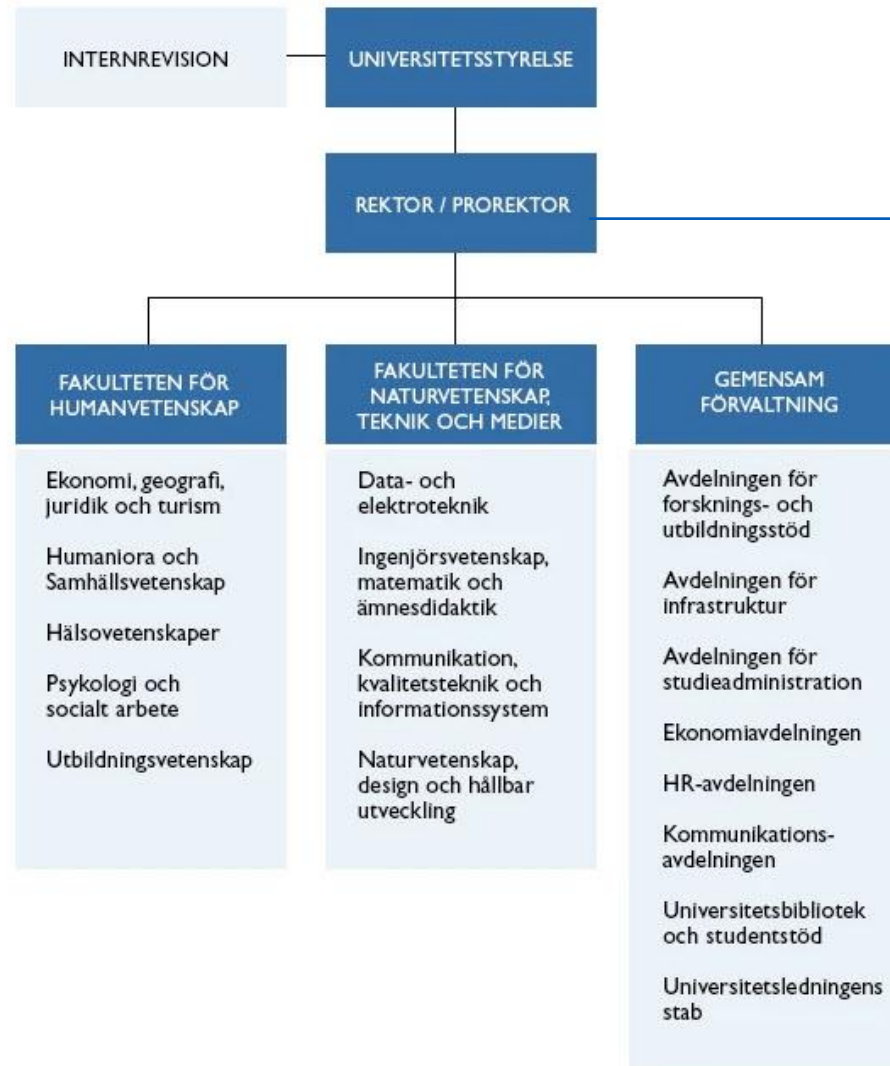 INTERNREVISION
UNIVERSITETSSTYRELSE
REKTOR / PROREKTOR
FAKULTETEN FÖR
HUMANVETENSKAP
Ekonomi, geografi,
juridik och turism
Humaniora och
Samhällsvetenskap
Hälsovetenskaper
Psykologi och
socialt arbete
Utbildningsvetenskap
FAKULTETEN FÖR
NATURVETENSKAP,
TEKNIK OCH MEDIER
Data- och
elektroteknik
Ingenjörsvetenskap,
matematik och
ämnesdidaktik
Kommunikation,
kvalitetsteknik och
informationssystem
Naturvetenskap,
design och hållbar
utveckling
GEMENSAM
FÖRVALTNING
Avdelningen för
forsknings- och
utbildningsstöd
Avdelningen för
infrastruktur
Avdelningen för
studieadministration
Ekonomiavdelningen
HR-avdelningen
Kommunikations-
avdelningen
Universitetsbibliotek
och studentstöd
Universitetsledningens
stab